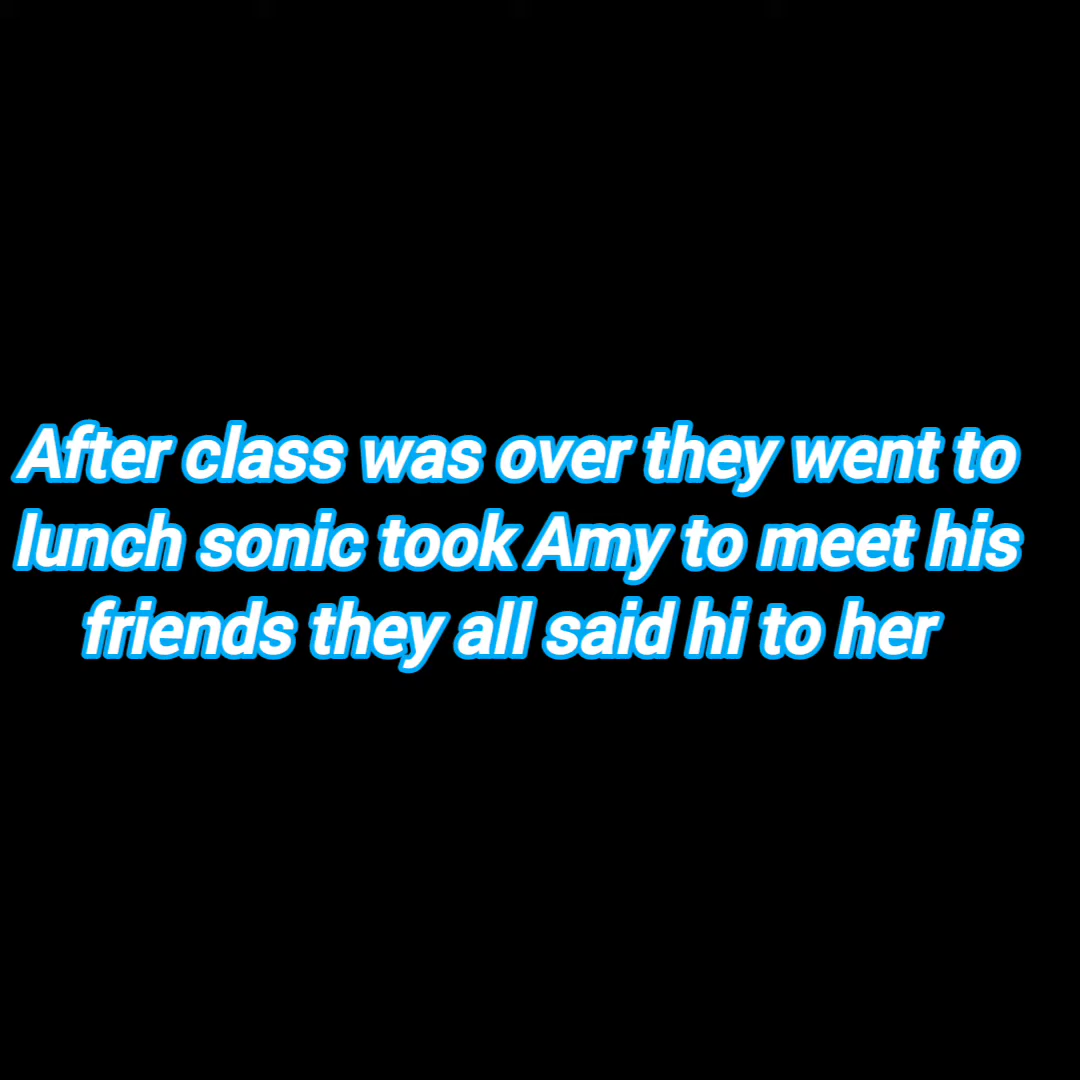 After class was over they went to
lunch sonic took Amy to meet his
friends they all said hi to her